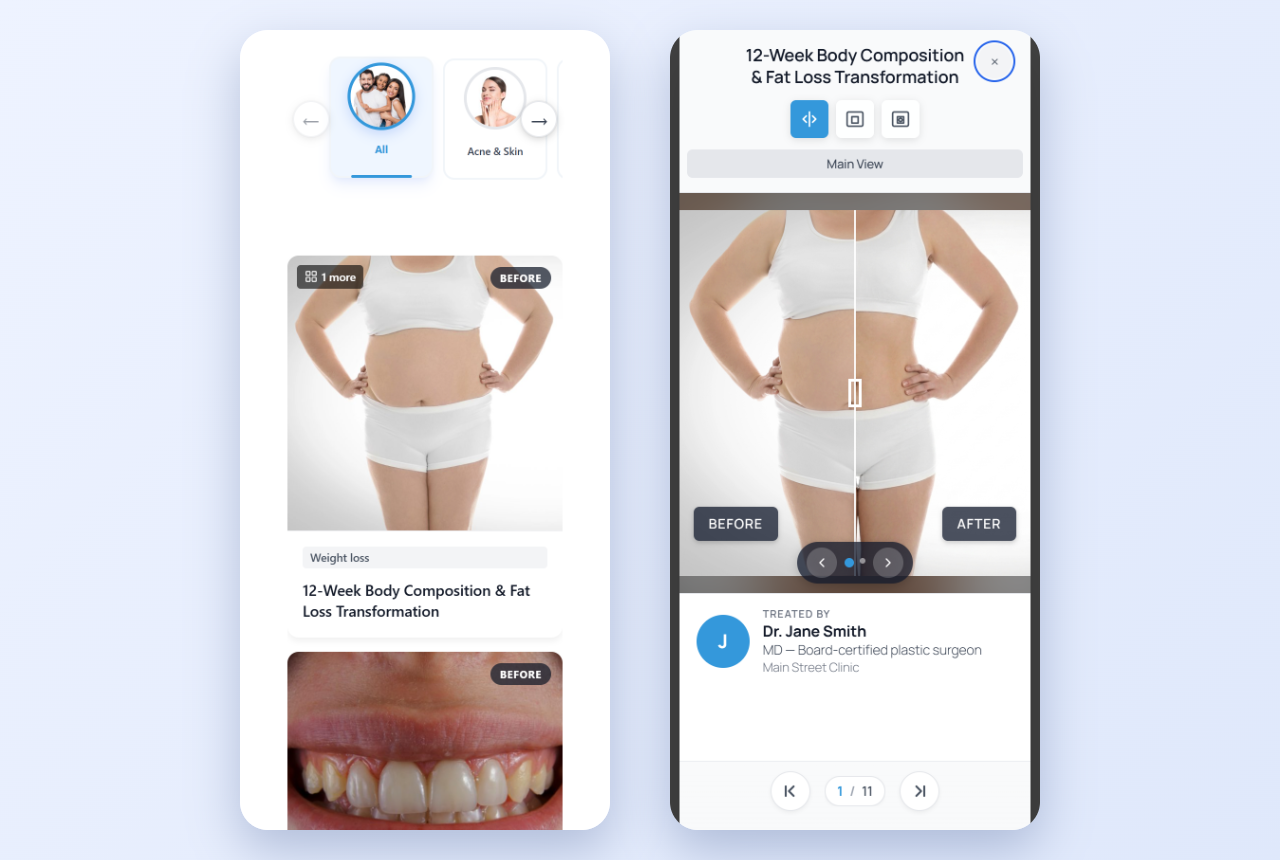 All
Acne & Skin
1 more
BEFORE
Weight loss
12-Week Body Composition & Fat
Loss Transformation
BEFORE
12-Week Body Composition
& Fat Loss Transformation
Main View
BEFORE
AFTER
J
TREATED BY
Dr. Jane Smith
MD — Board-certified plastic surgeon
Main Street Clinic
1 / 11